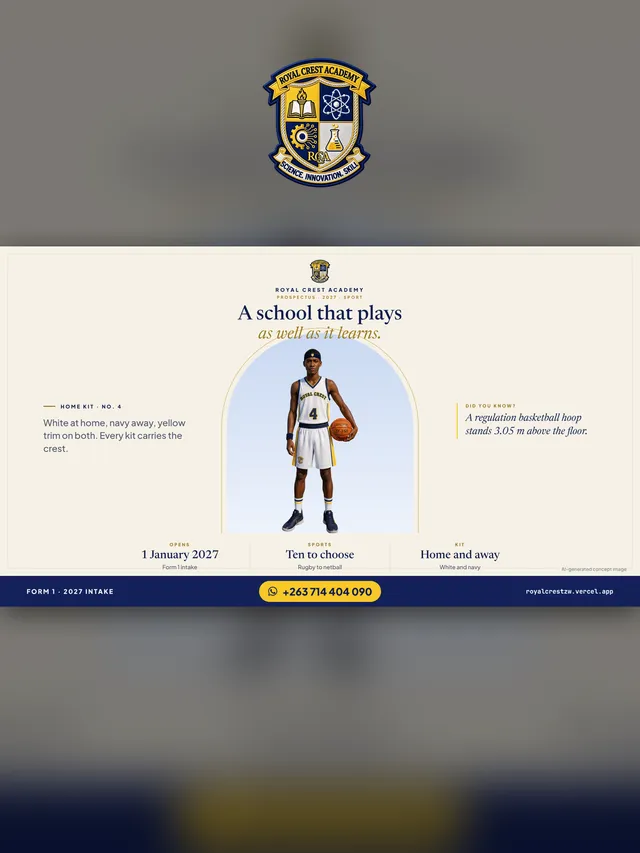 ROYAL CREST ACADEMY
RCA
SCIENCE. INNOVATION. SKILL
ROYAL CREST ACADEMY
PROSPECTUS · 2027 · SPORT
A school that plays
as well as it learns.
HOME KIT · NO. 4
White at home, navy away, yellow
trim on both. Every kit carries the
crest.
ROYAL CREST
4
DID YOU KNOW?
A regulation basketball hoop
stands 3.05 m above the floor.
OPENS
1 January 2027
Form 1 intake
SPORTS
Ten to choose
Rugby to netball
KIT
Home and away
White and navy
AI-generated concept image
FORM 1 · 2027 INTAKE
+263 714 404 090
royalcrestzw.vercel.app